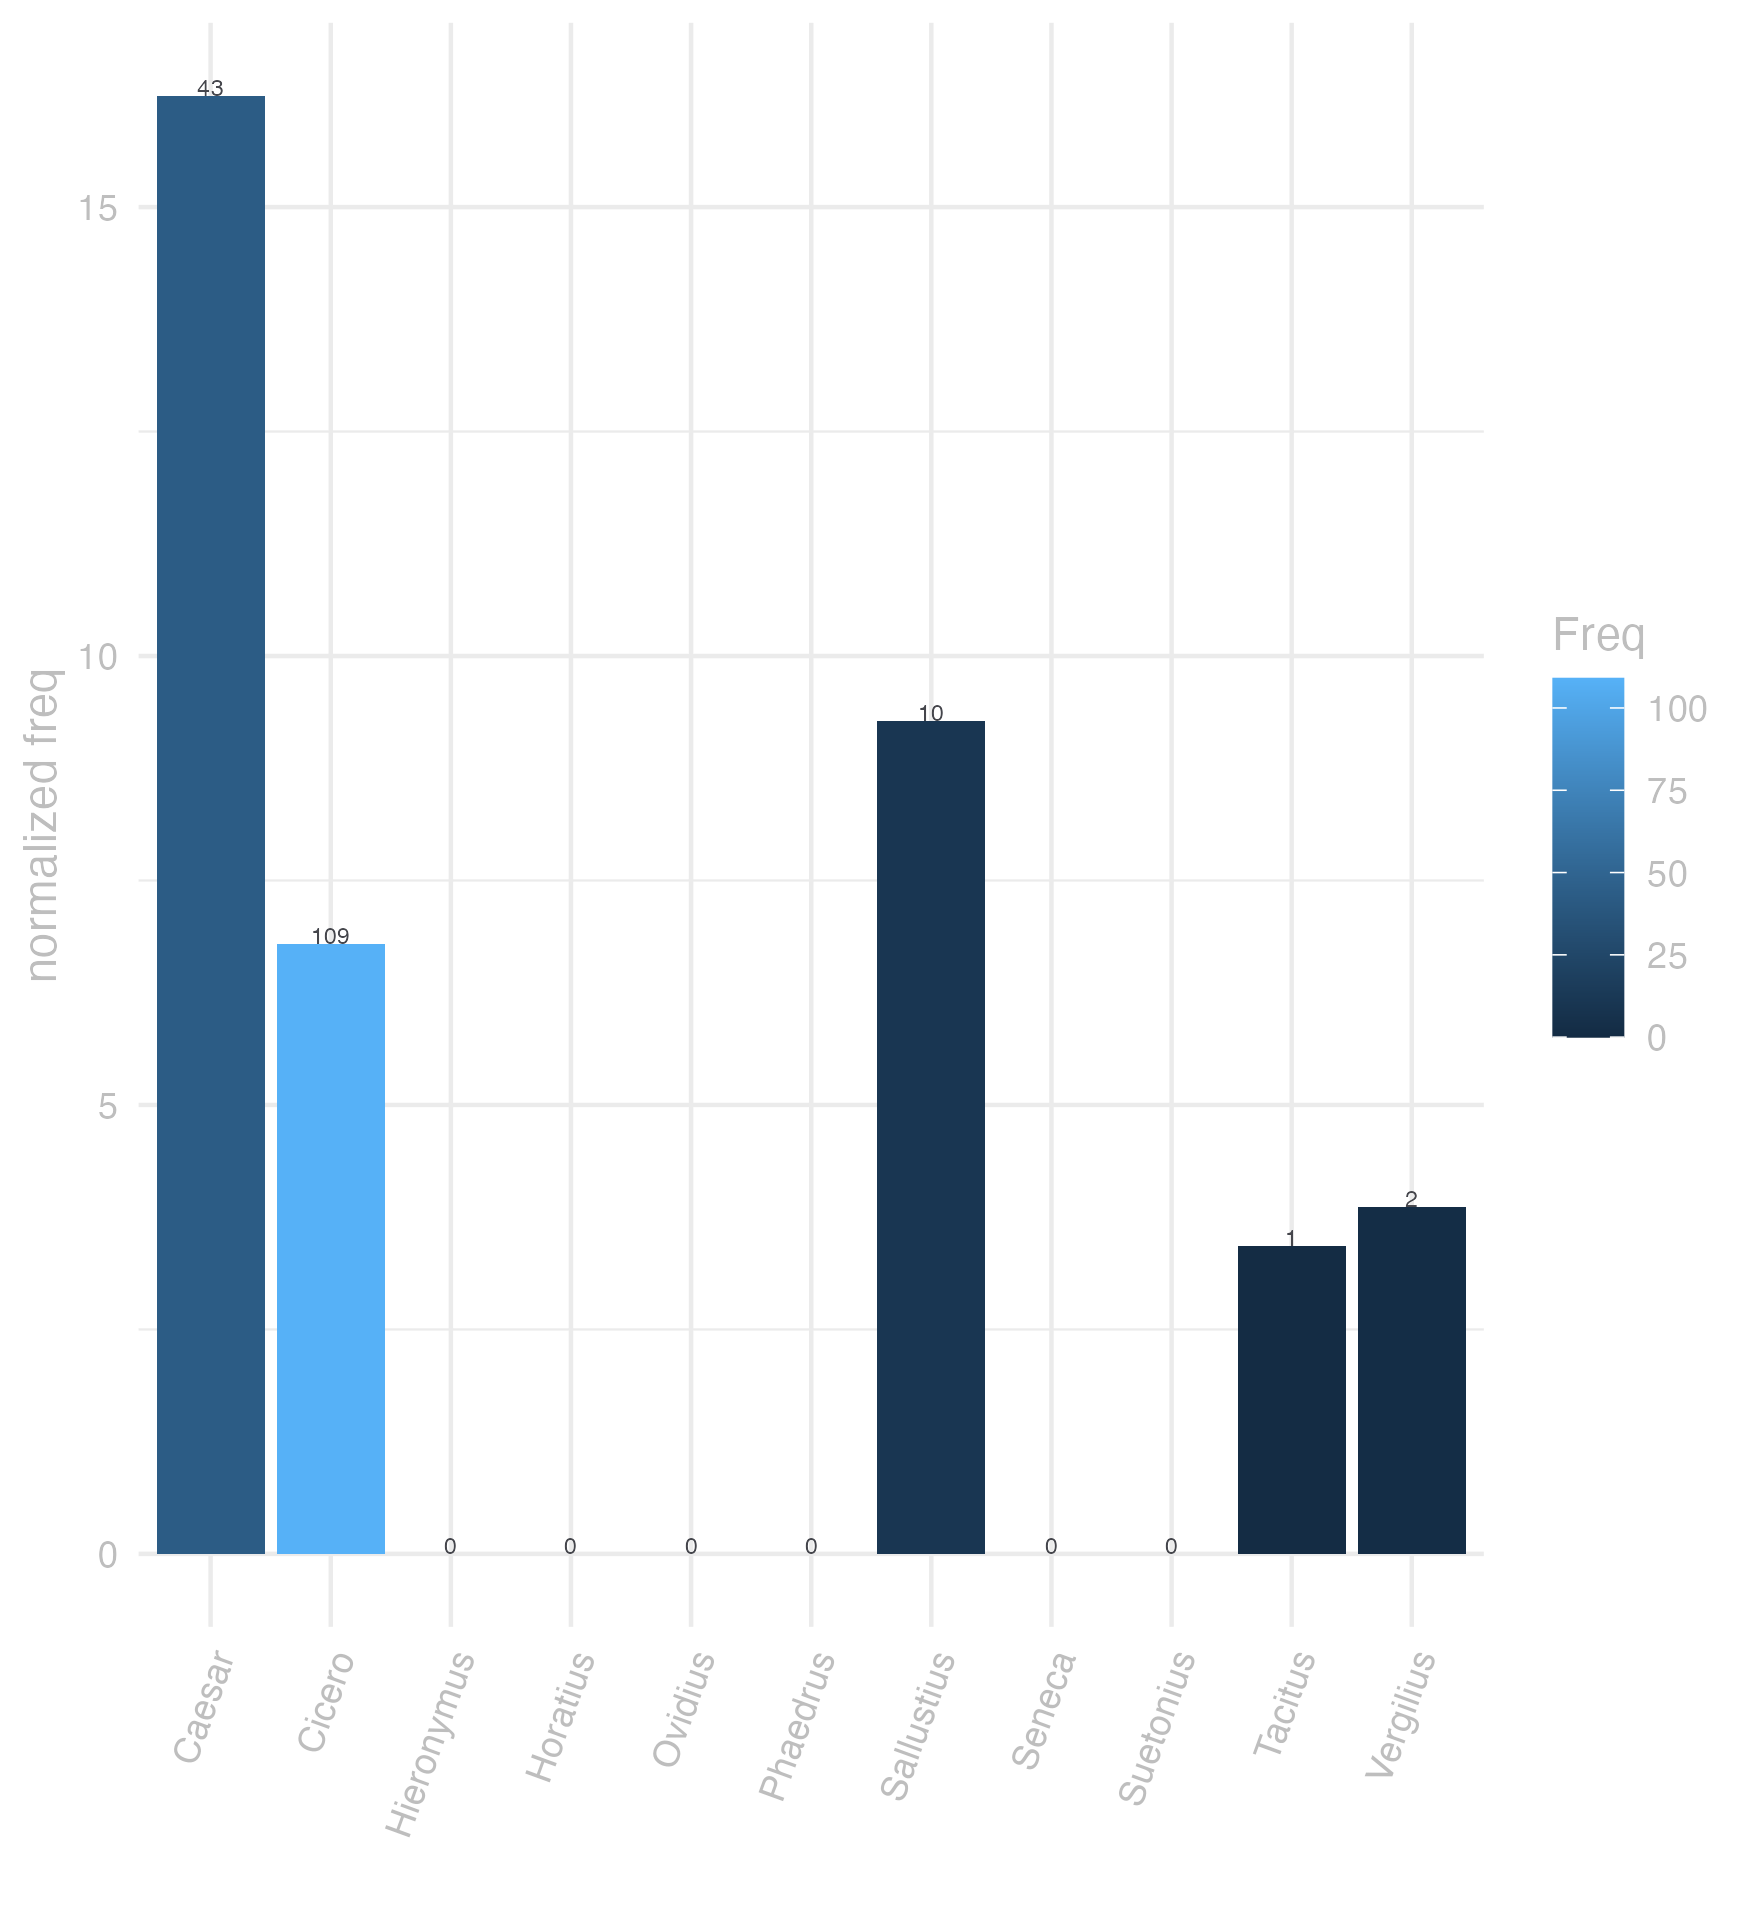 43
15
10
Freq
100
10
75
normalized freq
50
109
25
0
5
2
1
0
0
0
0
0
0
0
Caesar
Cicero
Hieronymus
Horatius
Ovidius
Phaedrus
Sallustius
Seneca
Suetonius
Tacitus
Vergilius